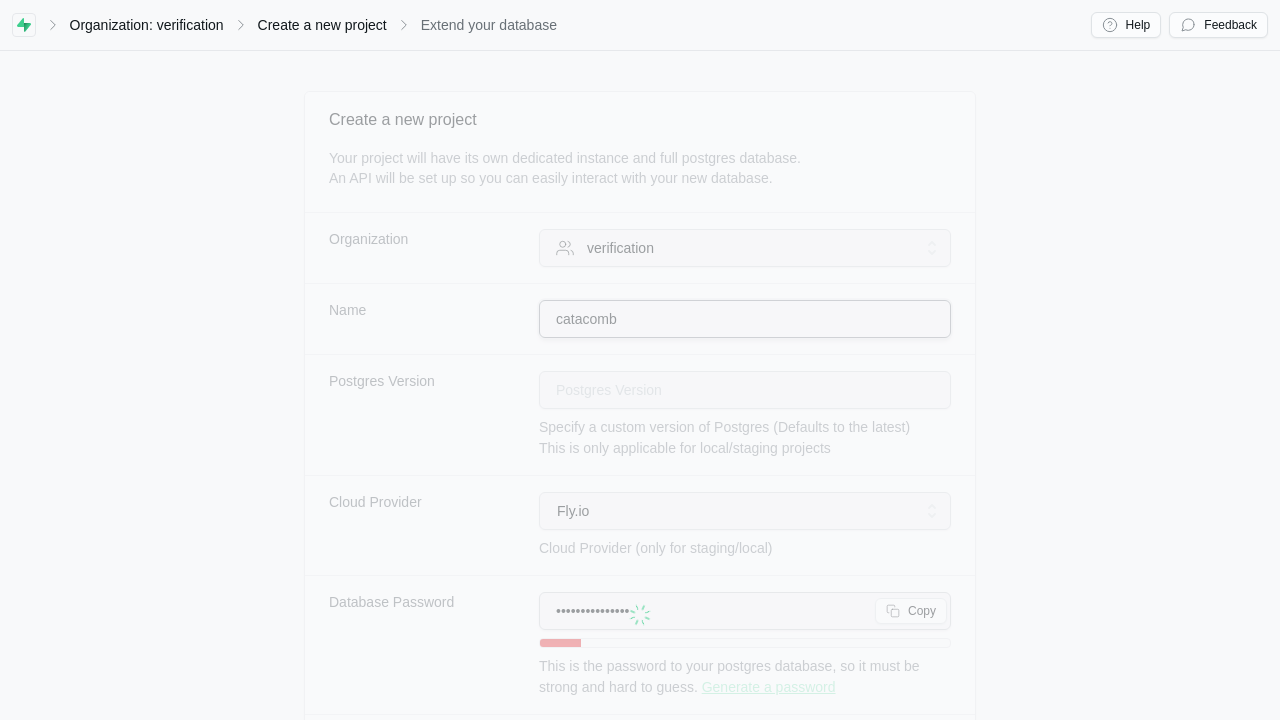 Organization: verification
Create a new project
Extend your database
Help
Feedback
Create a new project
Your project will have its own dedicated instance and full postgres database.
An API will be set up so you can easily interact with your new database.
Organization
verification
Name
catacomb
Postgres Version
Postgres Version
Specify a custom version of Postgres (Defaults to the latest)
This is only applicable for local/staging projects
Cloud Provider
Fly.io
Cloud Provider (only for staging/local)
Database Password
•••••••••••••••
Copy
This is the password to your postgres database, so it must be
strong and hard to guess. Generate a password